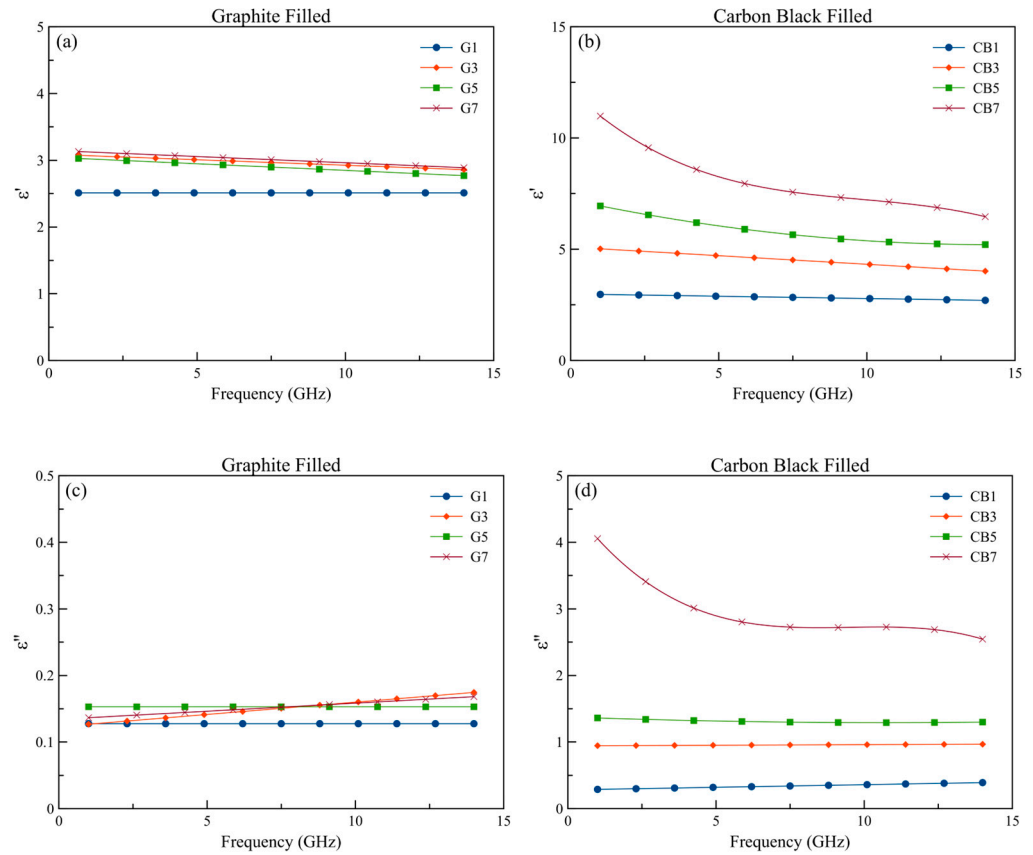 Graphite Filled
(a)
G1
G3
G5
G7
5
4
3
2
1
0
ε'
0 5 10 15
Frequency (GHz)
Carbon Black Filled
(b)
CB1
CB3
CB5
CB7
15
10
5
0
ε'
0 5 10 15
Frequency (GHz)
Graphite Filled
(c)
G1
G3
G5
G7
0.5
0.4
0.3
0.2
0.1
0
ε"
0 5 10 15
Frequency (GHz)
Carbon Black Filled
(d)
CB1
CB3
CB5
CB7
5
4
3
2
1
0
ε"
0 5 10 15
Frequency (GHz)